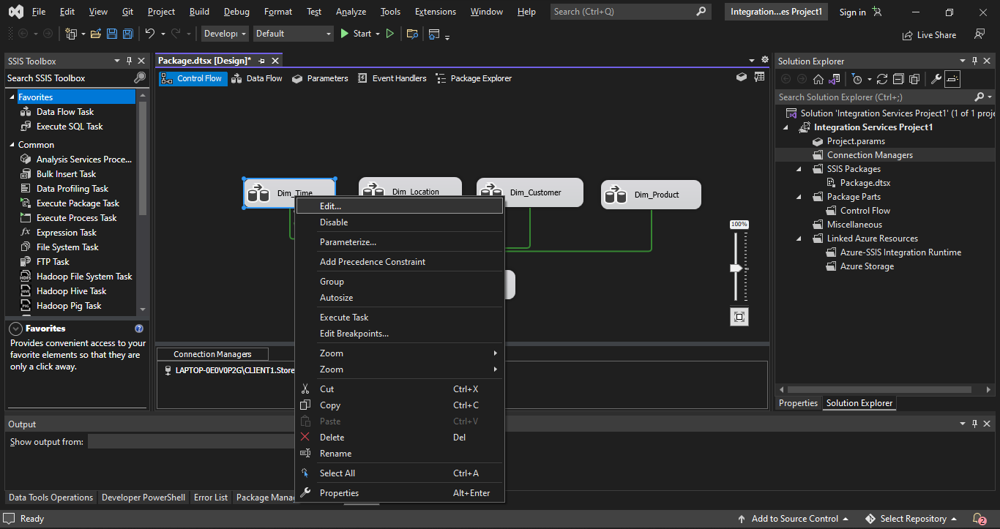 File Edit View Git Project Build Debug Format Test Analyze Tools Extensions Window Help Search (Ctrl+Q) Integration...es Project1 Sign in
Developr Default Start Live Share
SSIS Toolbox
Search SSIS Toolbox
Favorites
Data Flow Task
Execute SQL Task
Common
Analysis Services Proce...
Bulk Insert Task
Data Profiling Task
Execute Package Task
Execute Process Task
Expression Task
File System Task
FTP Task
Hadoop File System Task
Hadoop Hive Task
Hadoop Pig Task
Favorites
Provides convenient access to your
favorite elements so that they are
only a click away.
Package.dtsx [Design]*
Control Flow Data Flow Parameters Event Handlers Package Explorer
Dim_Time Dim_Location Dim_Customer Dim_Product
100%
Edit...
Disable
Parameterize...
Add Precedence Constraint
Group
Autosize
Execute Task
Edit Breakpoints...
Zoom
Zoom
Cut Ctrl+X
Copy Ctrl+C
Paste Ctrl+V
Delete Del
Rename
Select All Ctrl+A
Properties Alt+Enter
Connection Managers
LAPTOP-0E0V0P2G\CLIENT1.Store
Solution Explorer
Search Solution Explorer (Ctrl+;)
Solution 'Integration Services Project1' (1 of 1 proje
Integration Services Project1
Project.params
Connection Managers
SSIS Packages
Package.dtsx
Package Parts
Control Flow
Miscellaneous
Linked Azure Resources
Azure-SSIS Integration Runtime
Azure Storage
Properties Solution Explorer
Output
Show output from:
Data Tools Operations Developer PowerShell Error List Package Mana
Ready Add to Source Control Select Repository 2